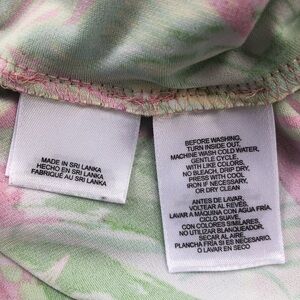 MADE IN SRI LANKA
HECHO EN SRI LANKA
FABRIQUÉ AU SRI LANKA
BEFORE WASHING,
TURN INSIDE OUT.
MACHINE WASH COLD WATER,
GENTLE CYCLE,
WITH LIKE COLORS,
NO BLEACH, DRIP DRY,
PRESS WITH COOL
IRON IF NECESSARY,
OR DRY CLEAN
ANTES DE LAVAR,
VOLTEAR AL REVÉS,
LAVAR A MÁQUINA CON AGUA FRÍA
CICLO SUAVE,
CON COLORES SIMILARES,
NO UTILIZAR BLANQUEADOR,
SECAR AL AIRE
PLANCHA FRÍA SI ES NECESARIO,
O LAVADO EN SECO